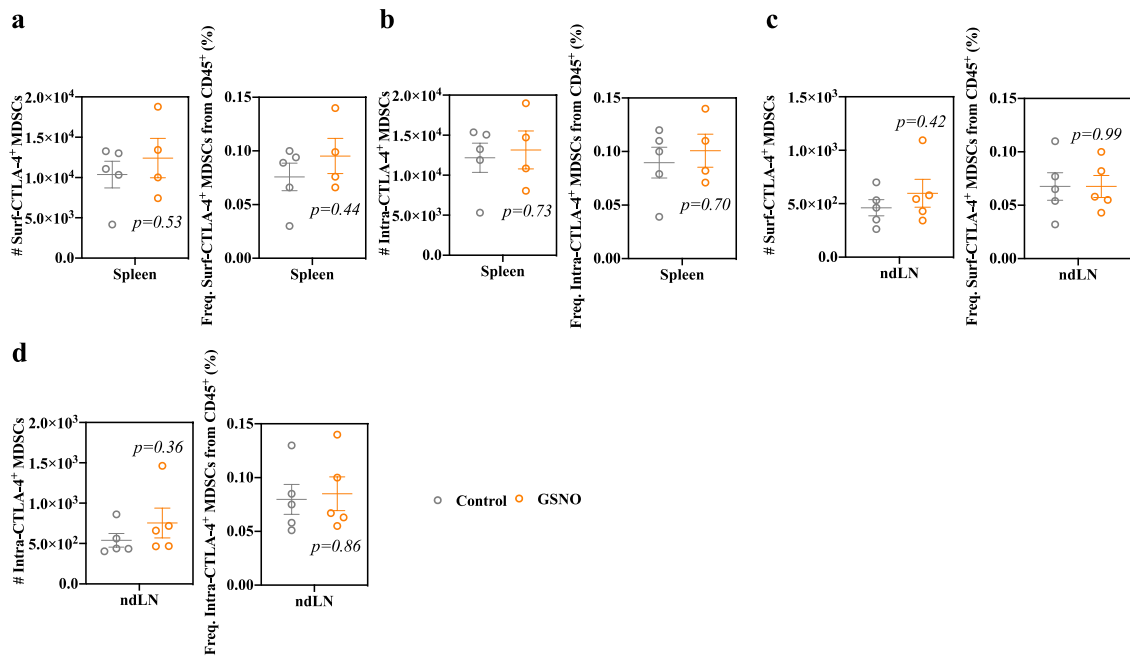 a
# Surf-CTLA-4⁺ MDSCs
2.0×10⁴
1.5×10⁴
1.0×10⁴
5.0×10³
0.0
p=0.53
Spleen
Freq. Surf-CTLA-4⁺ MDSCs from CD45⁺ (%)
0.15
0.10
0.05
0.00
p=0.44
Spleen
b
# Intra-CTLA-4⁺ MDSCs
2.0×10⁴
1.5×10⁴
1.0×10⁴
5.0×10³
0.0
p=0.73
Spleen
Freq. Intra-CTLA-4⁺ MDSCs from CD45⁺ (%)
0.15
0.10
0.05
0.00
p=0.70
Spleen
c
# Surf-CTLA-4⁺ MDSCs
1.5×10³
1.0×10³
5.0×10²
0.0
p=0.42
ndLN
Freq. Surf-CTLA-4⁺ MDSCs from CD45⁺ (%)
0.15
0.10
0.05
0.00
p=0.99
ndLN
d
# Intra-CTLA-4⁺ MDSCs
2.0×10³
1.5×10³
1.0×10³
5.0×10²
0.0
p=0.36
ndLN
Freq. Intra-CTLA-4⁺ MDSCs from CD45⁺ (%)
0.15
0.10
0.05
0.00
p=0.86
ndLN
Control GSNO